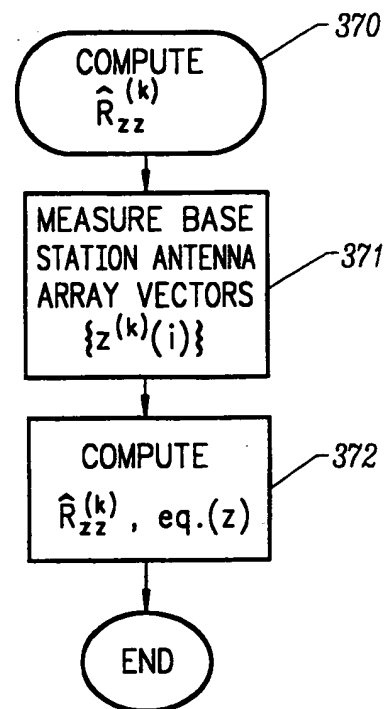 370
COMPUTE
R̂zz^(k)
MEASURE BASE
STATION ANTENNA
ARRAY VECTORS
{z^(k)(i)}
371
COMPUTE
R̂zz^(k), eq.(z)
372
END